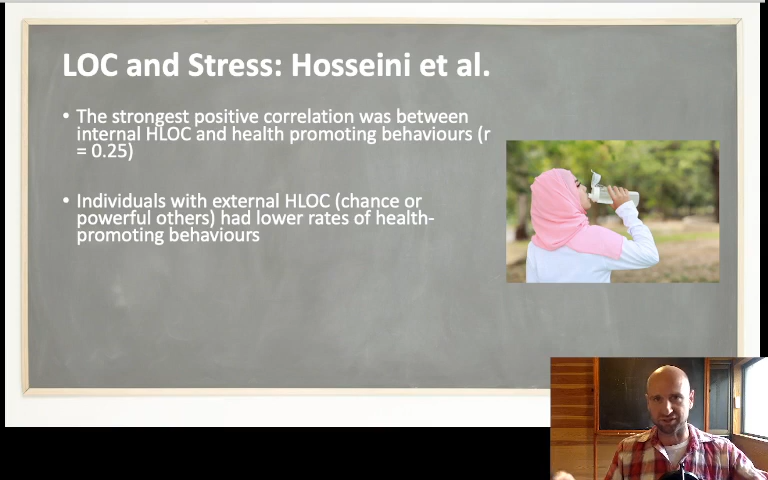 LOC and Stress: Hosseini et al.
• The strongest positive correlation was between
internal HLOC and health promoting behaviours (r
= 0.25)
• Individuals with external HLOC (chance or
powerful others) had lower rates of health-
promoting behaviours